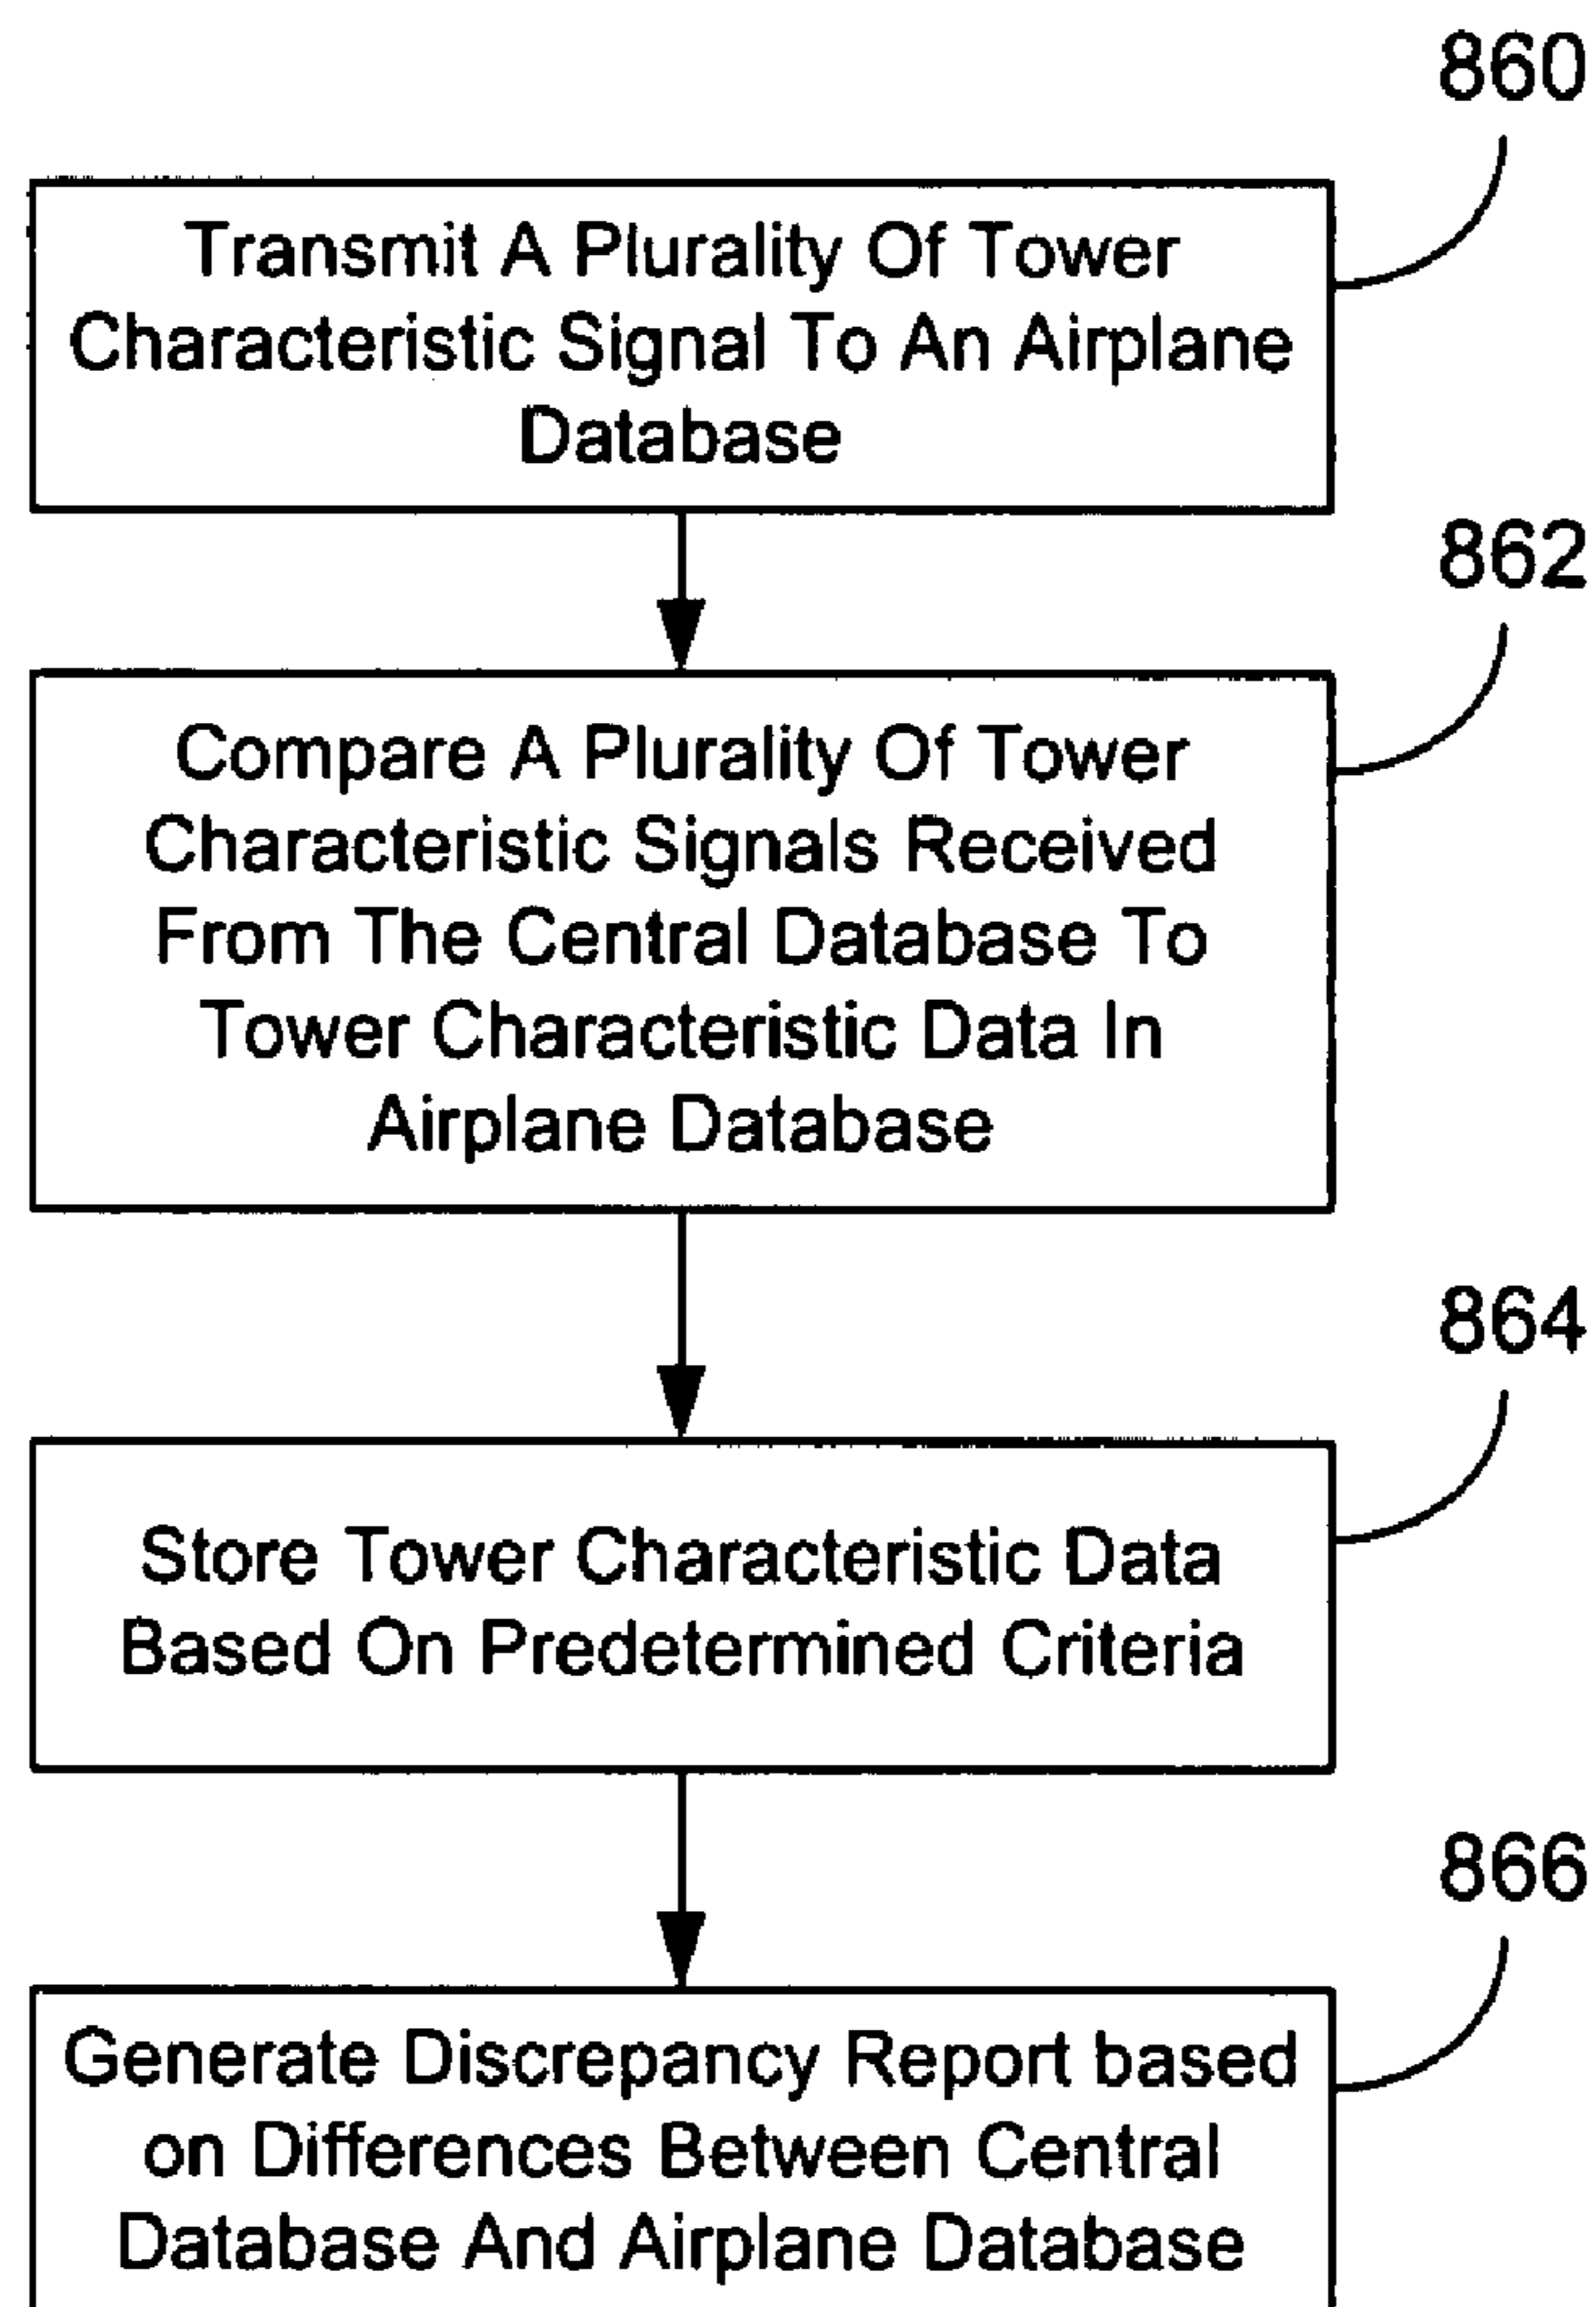 860
Transmit A Plurality Of Tower
Characteristic Signal To An Airplane
Database
862
Compare A Plurality Of Tower
Characteristic Signals Received
From The Central Database To
Tower Characteristic Data In
Airplane Database
864
Store Tower Characteristic Data
Based On Predetermined Criteria
866
Generate Discrepancy Report based
on Differences Between Central
Database And Airplane Database